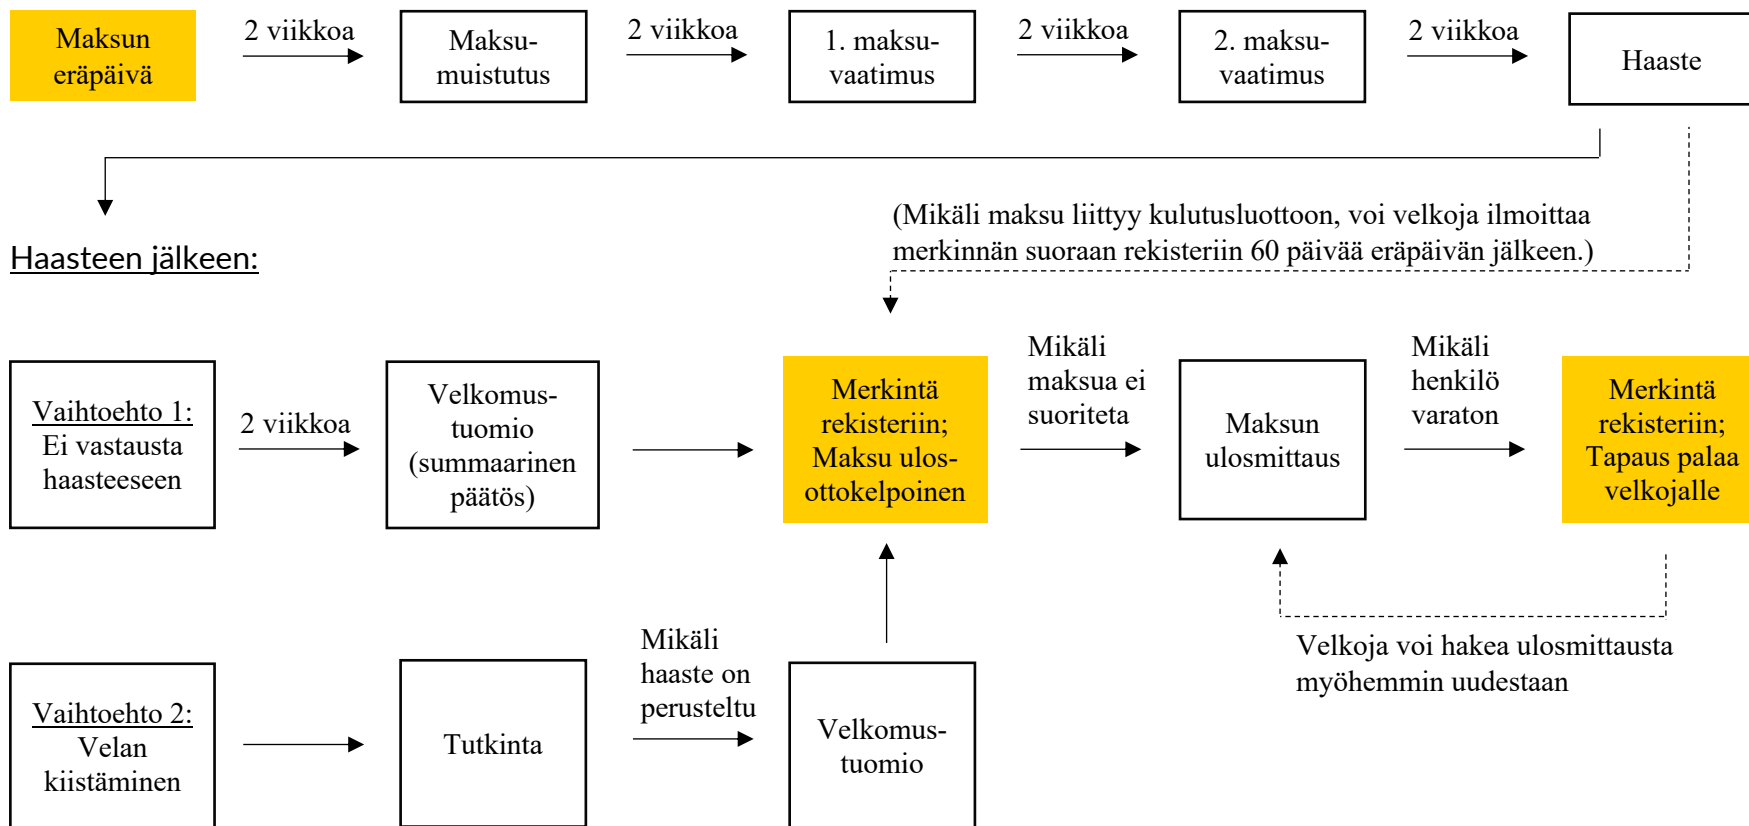 Maksun
eräpäivä
2 viikkoa
Maksu-
muistutus
2 viikkoa
1. maksu-
vaatimus
2 viikkoa
2. maksu-
vaatimus
2 viikkoa
Haaste
(Mikäli maksu liittyy kulutusluottoon, voi velkoja ilmoittaa
merkinnän suoraan rekisteriin 60 päivää eräpäivän jälkeen.)
Haasteen jälkeen:
Vaihtoehto 1:
Ei vastausta
haasteeseen
2 viikkoa
Velkomus-
tuomio
(summaarinen
päätös)
Merkintä
rekisteriin;
Maksu ulos-
ottokelpoinen
Mikäli
maksua ei
suoriteta
Maksun
ulosmittaus
Mikäli
henkilö
varaton
Merkintä
rekisteriin;
Tapaus palaa
velkojalle
Velkoja voi hakea ulosmittausta
myöhemmin uudestaan
Vaihtoehto 2:
Velan
kiistäminen
Tutkinta
Mikäli
haaste on
perusteltu
Velkomus-
tuomio